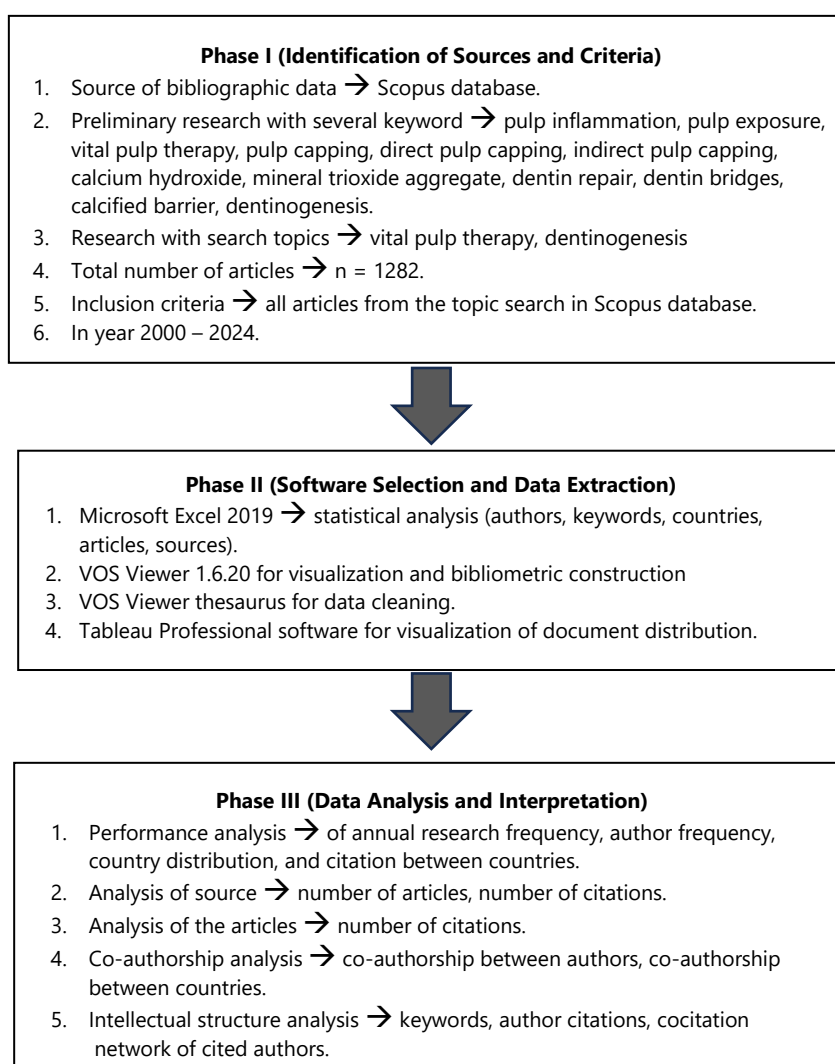 Phase I (Identification of Sources and Criteria)
1. Source of bibliographic data → Scopus database.
2. Preliminary research with several keyword → pulp inflammation, pulp exposure,
vital pulp therapy, pulp capping, direct pulp capping, indirect pulp capping,
calcium hydroxide, mineral trioxide aggregate, dentin repair, dentin bridges,
calcified barrier, dentinogenesis.
3. Research with search topics → vital pulp therapy, dentinogenesis
4. Total number of articles → n = 1282.
5. Inclusion criteria → all articles from the topic search in Scopus database.
6. In year 2000 – 2024.
Phase II (Software Selection and Data Extraction)
1. Microsoft Excel 2019 → statistical analysis (authors, keywords, countries,
articles, sources).
2. VOS Viewer 1.6.20 for visualization and bibliometric construction
3. VOS Viewer thesaurus for data cleaning.
4. Tableau Professional software for visualization of document distribution.
Phase III (Data Analysis and Interpretation)
1. Performance analysis → of annual research frequency, author frequency,
country distribution, and citation between countries.
2. Analysis of source → number of articles, number of citations.
3. Analysis of the articles → number of citations.
4. Co-authorship analysis → co-authorship between authors, co-authorship
between countries.
5. Intellectual structure analysis → keywords, author citations, cocitation
network of cited authors.